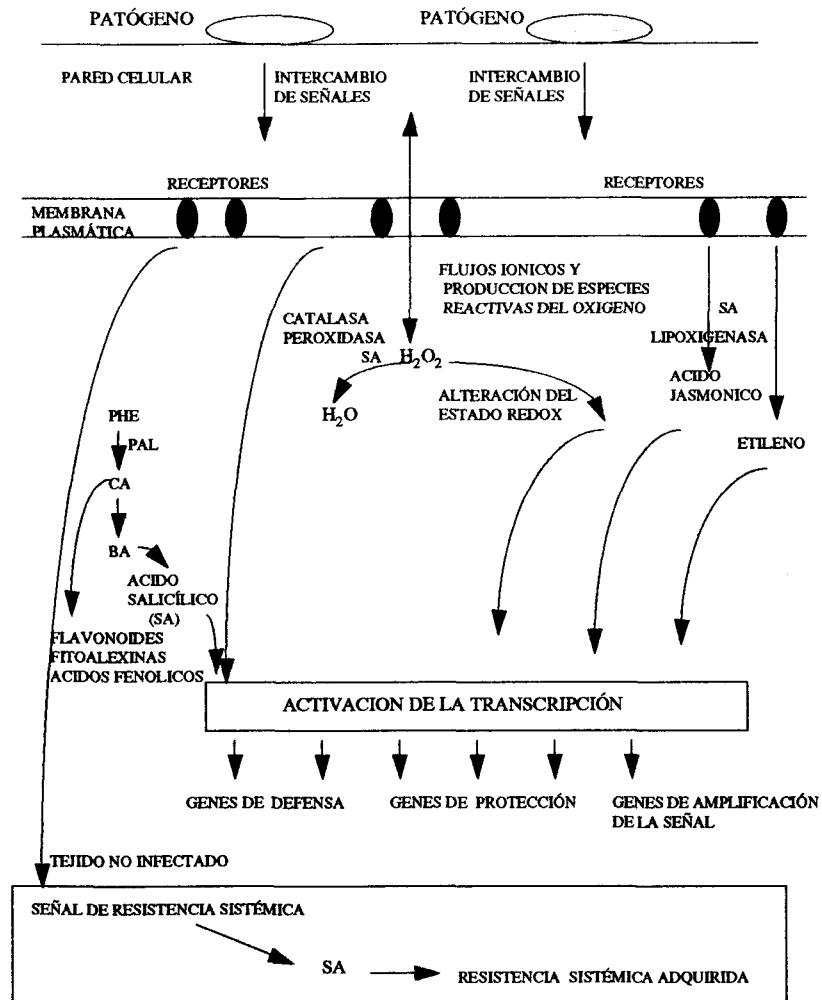 PATÓGENO
PATÓGENO
PARED CELULAR
INTERCAMBIO
DE SEÑALES
INTERCAMBIO
DE SEÑALES
RECEPTORES
RECEPTORES
MEMBRANA
PLASMÁTICA
FLUJOS IONICOS Y
PRODUCCION DE ESPECIES
REACTIVAS DEL OXIGENO
CATALASA
PEROXIDASA
SA
H₂O₂
H₂O
ALTERACIÓN DEL
ESTADO REDOX
SA
LIPOXIGENASA
ACIDO
JASMONICO
ETILENO
PHE
PAL
CA
BA
ACIDO
SALICÍLICO
(SA)
FLAVONOIDES
FITOALEXINAS
ACIDOS FENOLICOS
ACTIVACION DE LA TRANSCRIPCIÓN
GENES DE DEFENSA
GENES DE PROTECCIÓN
GENES DE AMPLIFICACIÓN
DE LA SEÑAL
TEJIDO NO INFECTADO
SEÑAL DE RESISTENCIA SISTÉMICA
SA
RESISTENCIA SISTÉMICA ADQUIRIDA